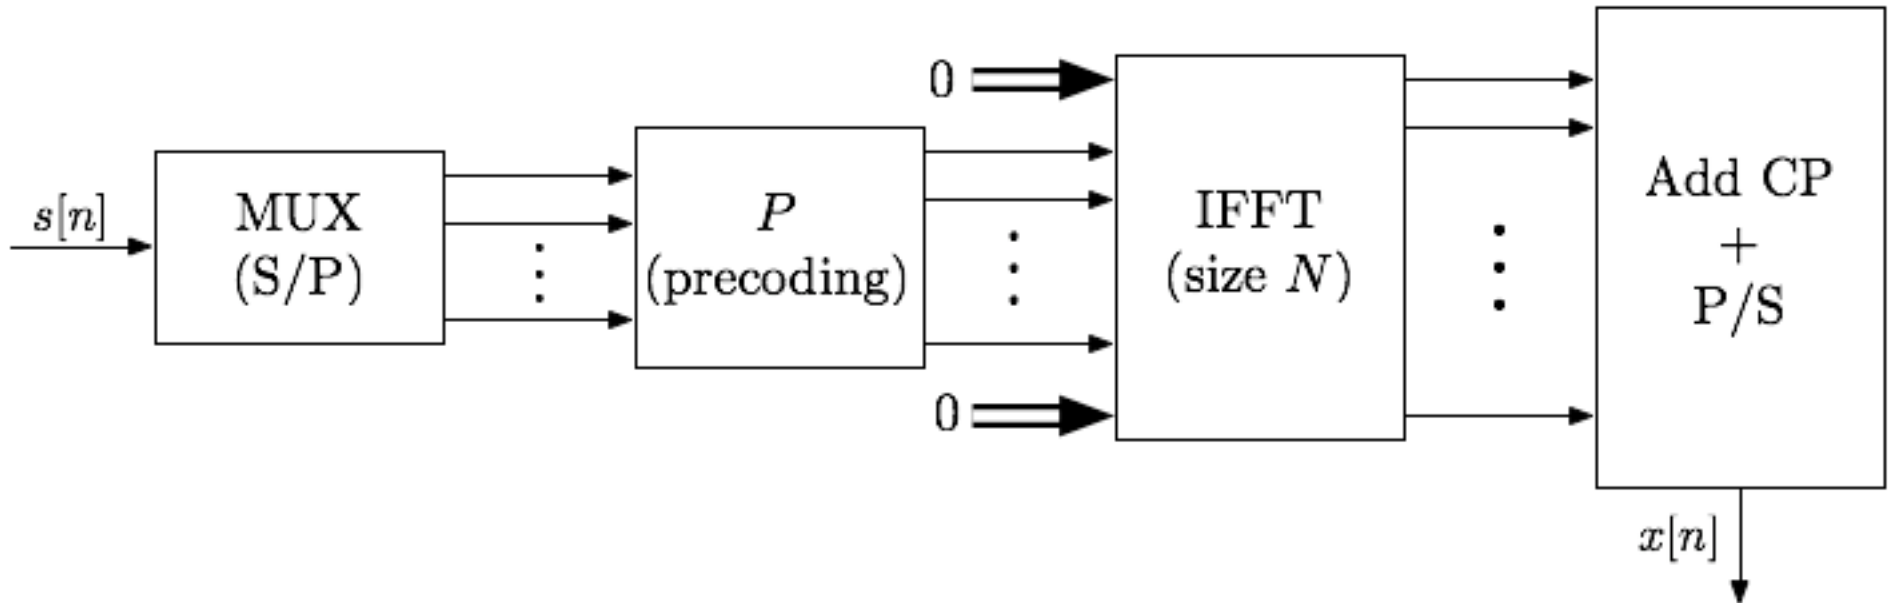 s[n]
MUX
(S/P)
P
(precoding)
0
0
IFFT
(size N)
Add CP
+
P/S
x[n]